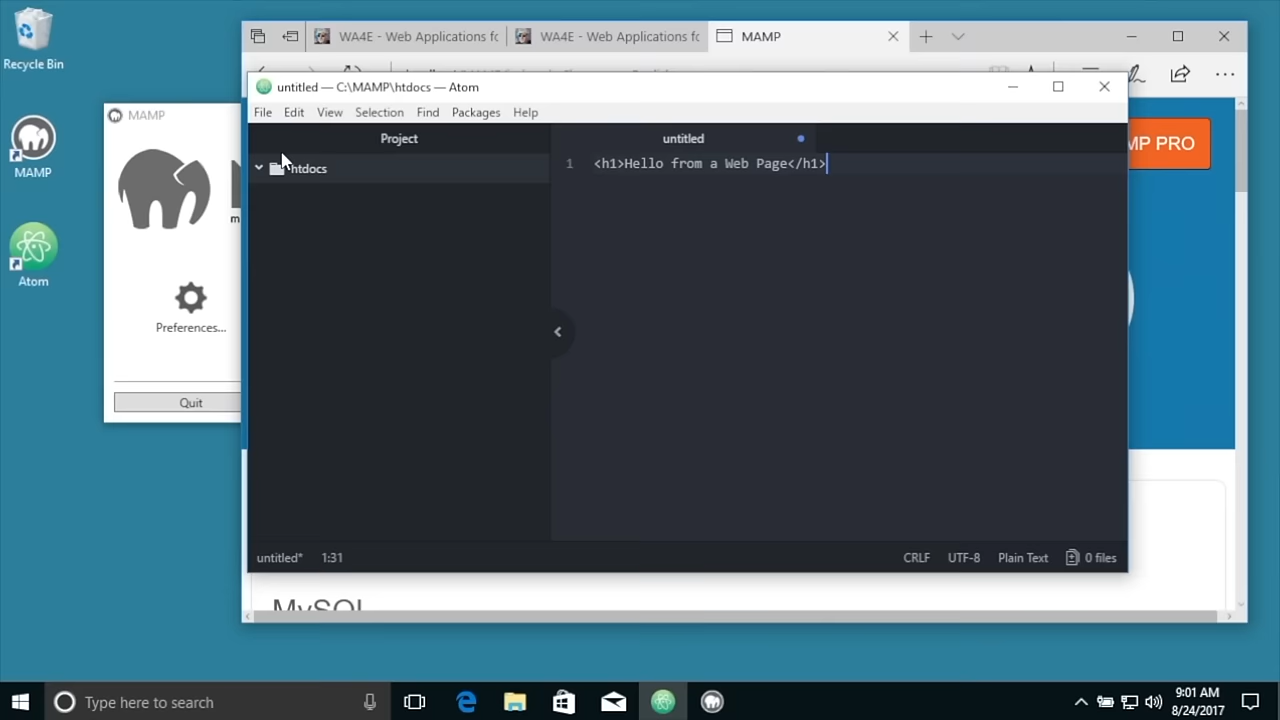 Recycle Bin
MAMP
Atom
MAMP
Preferences...
Quit
WA4E - Web Applications fo
WA4E - Web Applications fo
MAMP
untitled — C:\MAMP\htdocs — Atom
File Edit View Selection Find Packages Help
Project
untitled
htdocs
1 <h1>Hello from a Web Page</h1>
untitled* 1:31
CRLF UTF-8 Plain Text 0 files
MP PRO
MySQL
Type here to search
9:01 AM
8/24/2017